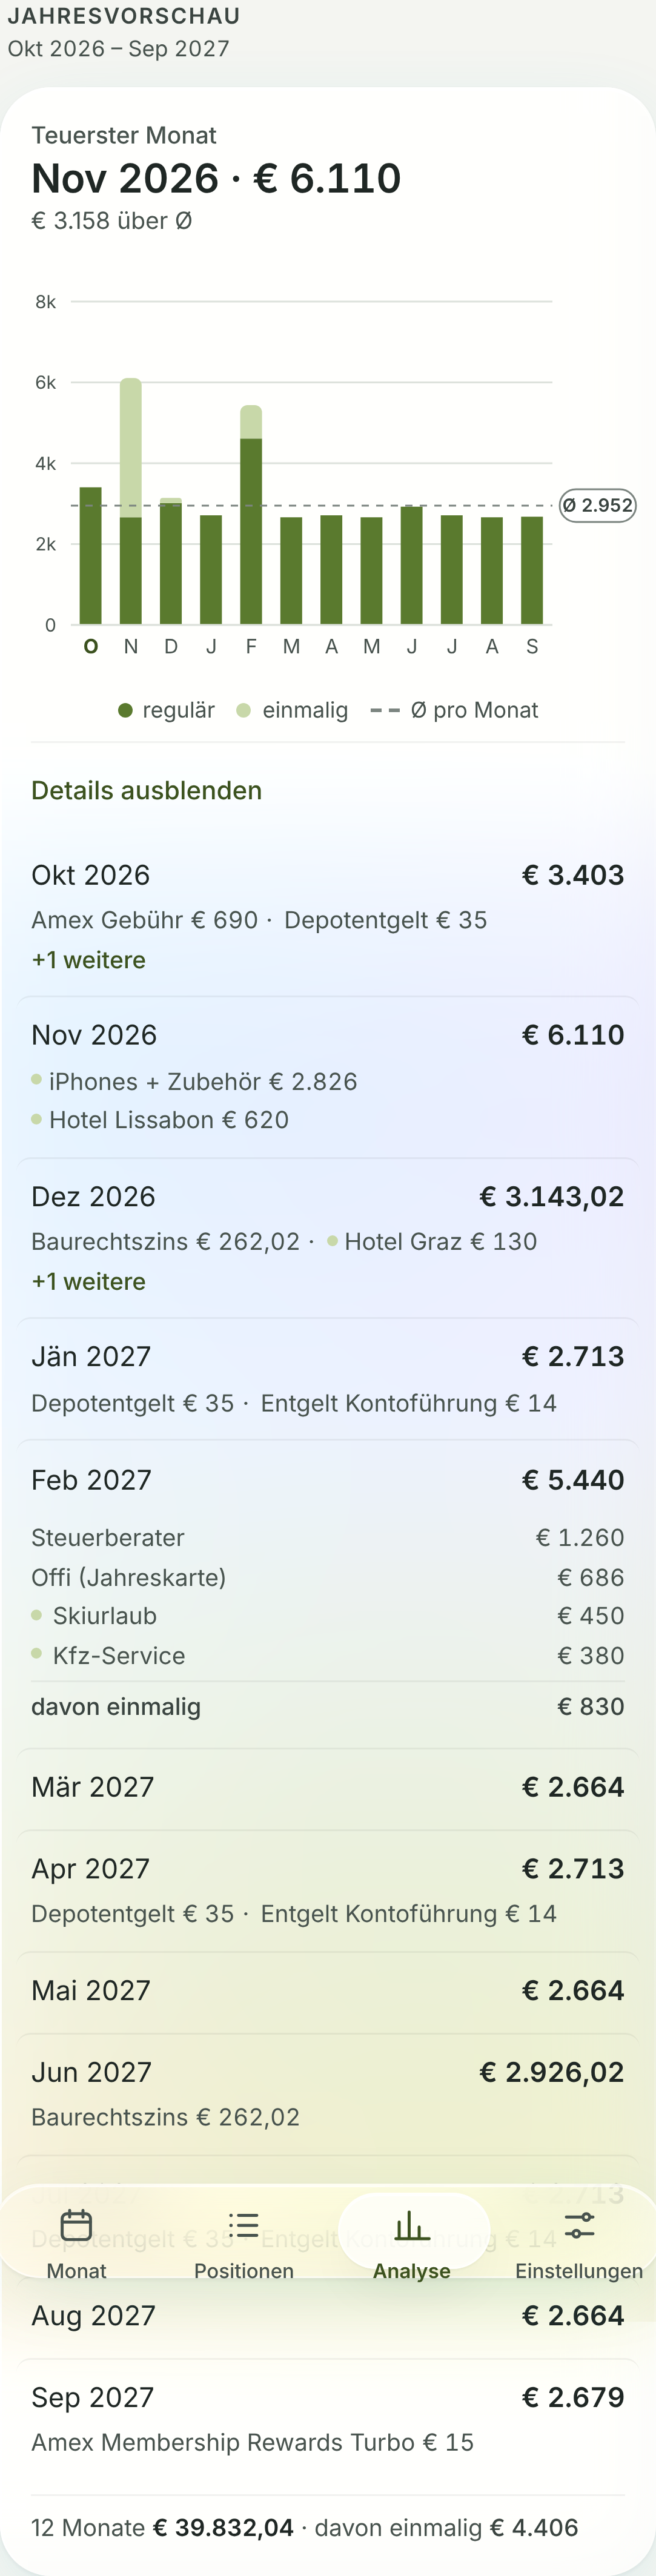 JAHRESVORSCHAU
Okt 2026 – Sep 2027
Teuerster Monat
Nov 2026 · € 6.110
€ 3.158 über Ø
8k
6k
4k
2k
0
Ø 2.952
O N D J F M A M J J A S
regulär einmalig Ø pro Monat
Details ausblenden
Okt 2026 € 3.403
Amex Gebühr € 690 · Depotentgelt € 35
+1 weitere
Nov 2026 € 6.110
iPhones + Zubehör € 2.826
Hotel Lissabon € 620
Dez 2026 € 3.143,02
Baurechtszins € 262,02 · Hotel Graz € 130
+1 weitere
Jän 2027 € 2.713
Depotentgelt € 35 · Entgelt Kontoführung € 14
Feb 2027 € 5.440
Steuerberater € 1.260
Offi (Jahreskarte) € 686
Skiurlaub € 450
Kfz-Service € 380
davon einmalig € 830
Mär 2027 € 2.664
Apr 2027 € 2.713
Depotentgelt € 35 · Entgelt Kontoführung € 14
Mai 2027 € 2.664
Jun 2027 € 2.926,02
Baurechtszins € 262,02
€ 2.713
Depotentgelt € 35 · Entgelt Kontoführung € 14
Monat Positionen Analyse Einstellungen
Aug 2027 € 2.664
Sep 2027 € 2.679
Amex Membership Rewards Turbo € 15
12 Monate € 39.832,04 · davon einmalig € 4.406